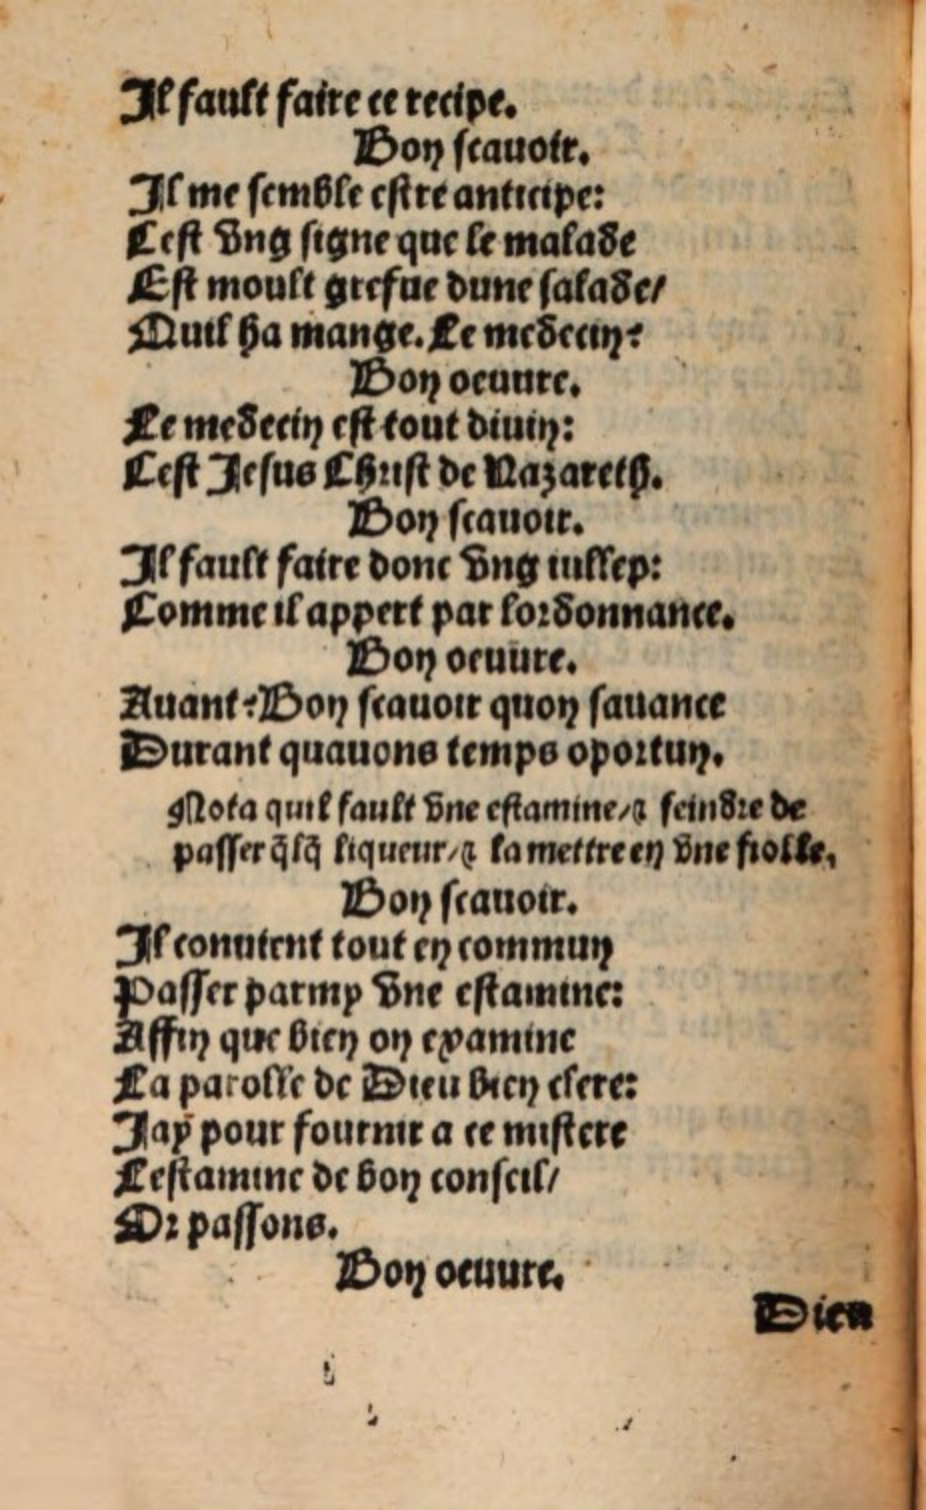 Il fault faire ce recipe.
Bon scauoir.
Il me semble estre anticipe:
Cest vng signe que le malade
Est moult grefue dune salade/
Quil ha mange. Le medecin?
Bon oeuure.
Le medecin est tout diuin:
Cest Jesus Christ de Nazareth.
Bon scauoir.
Il fault faire donc vng iullep:
Comme il appert par lordonnance.
Bon oeuure.
Auant? Bon scauoir quon sauance
Durant quauons temps oportun.
Nota quil fault vne estamine/⁊ feindre de
passer q̄lq̄ liqueur/⁊ la mettre en vne fiolle,
Bon scauoir.
Il conuient tout en commun
Passer parmy vne estamine:
Affin que bien on examine
La parolle de Dieu bien clere:
Jay pour fournir a ce mistere
Lestamine de bon conseil/
Or passons.
Bon oeuure.
Dieu